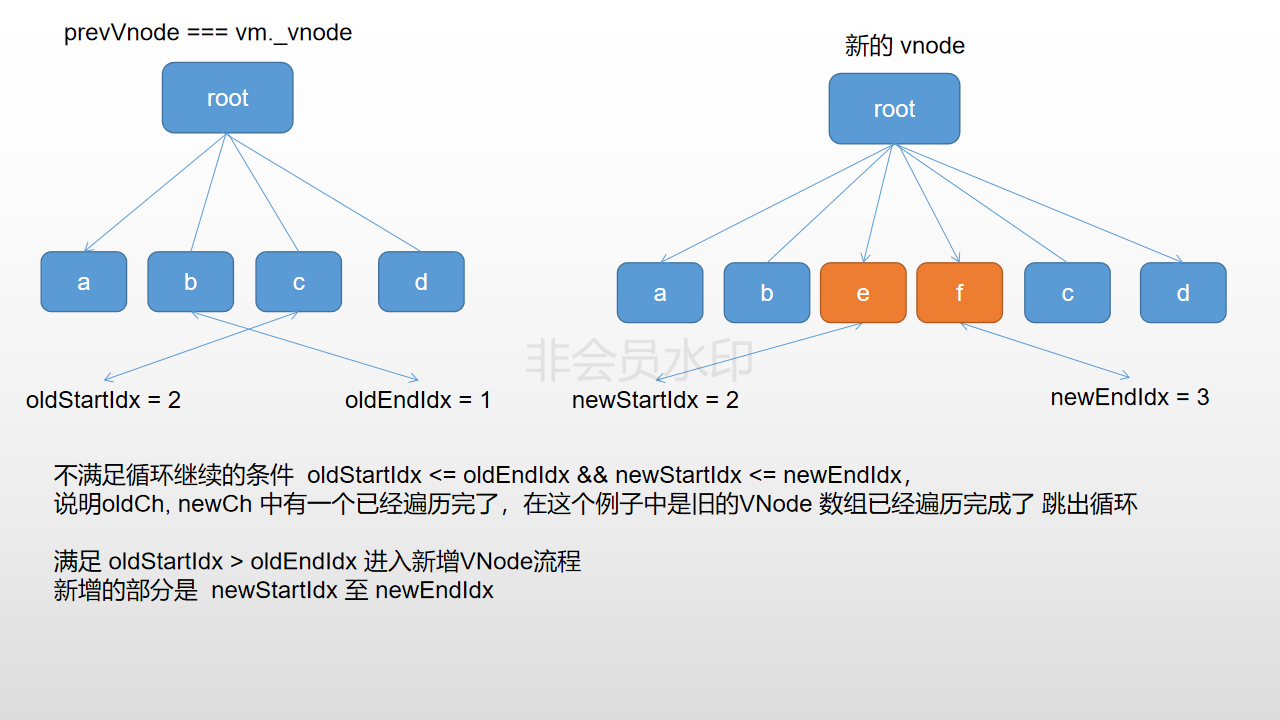 prevVnode === vm._vnode
新的 vnode
root
root
a
b
c
d
a
b
e
f
c
d
非会员水印
oldStartIdx = 2
oldEndIdx = 1
newStartIdx = 2
newEndIdx = 3
不满足循环继续的条件 oldStartIdx <= oldEndIdx && newStartIdx <= newEndIdx，
说明oldCh, newCh 中有一个已经遍历完了，在这个例子中是旧的VNode 数组已经遍历完成了 跳出循环
满足 oldStartIdx > oldEndIdx 进入新增VNode流程
新增的部分是 newStartIdx 至 newEndIdx